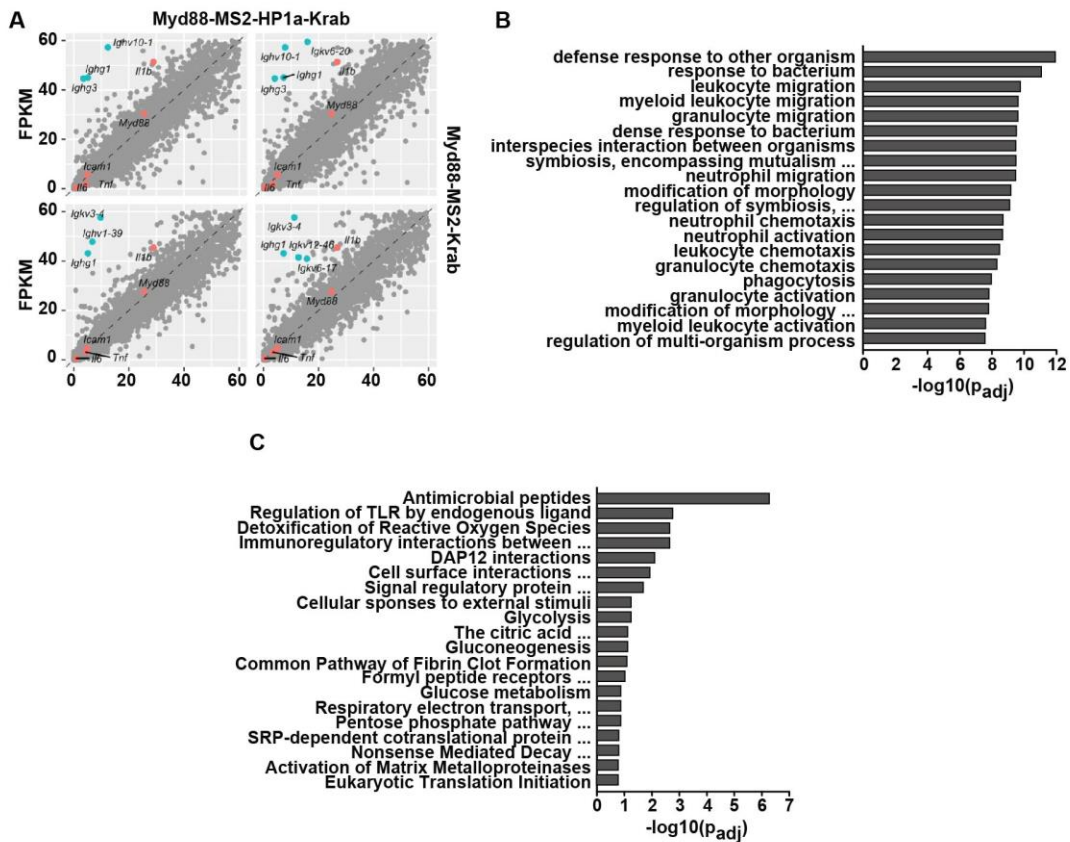 A
Myd88-MS2-HP1a-Krab
Myd88-MS2-Krab
FPKM
60
40
20
0
Ighv10-1
Ighg1
Ighg3
Il1b
Myd88
Icam1
Il6
Tnf
Igkv6-20
Ighv10-1
Il1b
Ighg1
Ighg3
Myd88
Icam1
Il6
Tnf
FPKM
60
40
20
0
Igkv3-4
Ighv1-39
Ighg1
Il1b
Myd88
Icam1
Il6
Tnf
Igkv3-4
Ighg1
Igkv12-46
Il1b
Igkv6-17
Myd88
Icam1
Il6
Tnf
0 20 40 60
0 20 40 60
B
defense response to other organism
response to bacterium
leukocyte migration
myeloid leukocyte migration
granulocyte migration
dense response to bacterium
interspecies interaction between organisms
symbiosis, encompassing mutualism ...
neutrophil migration
modification of morphology
regulation of symbiosis, ...
neutrophil chemotaxis
neutrophil activation
leukocyte chemotaxis
granulocyte chemotaxis
phagocytosis
granulocyte activation
modification of morphology ...
myeloid leukocyte activation
regulation of multi-organism process
0 2 4 6 8 10 12
-log10(padj)
C
Antimicrobial peptides
Regulation of TLR by endogenous ligand
Detoxification of Reactive Oxygen Species
Immunoregulatory interactions between ...
DAP12 interactions
Cell surface interactions ...
Signal regulatory protein ...
Cellular sponses to external stimuli
Glycolysis
The citric acid ...
Gluconeogenesis
Common Pathway of Fibrin Clot Formation
Formyl peptide receptors ...
Glucose metabolism
Respiratory electron transport, ...
Pentose phosphate pathway ...
SRP-dependent cotranslational protein ...
Nonsense Mediated Decay ...
Activation of Matrix Metalloproteinases
Eukaryotic Translation Initiation
0 1 2 3 4 5 6 7
-log10(padj)